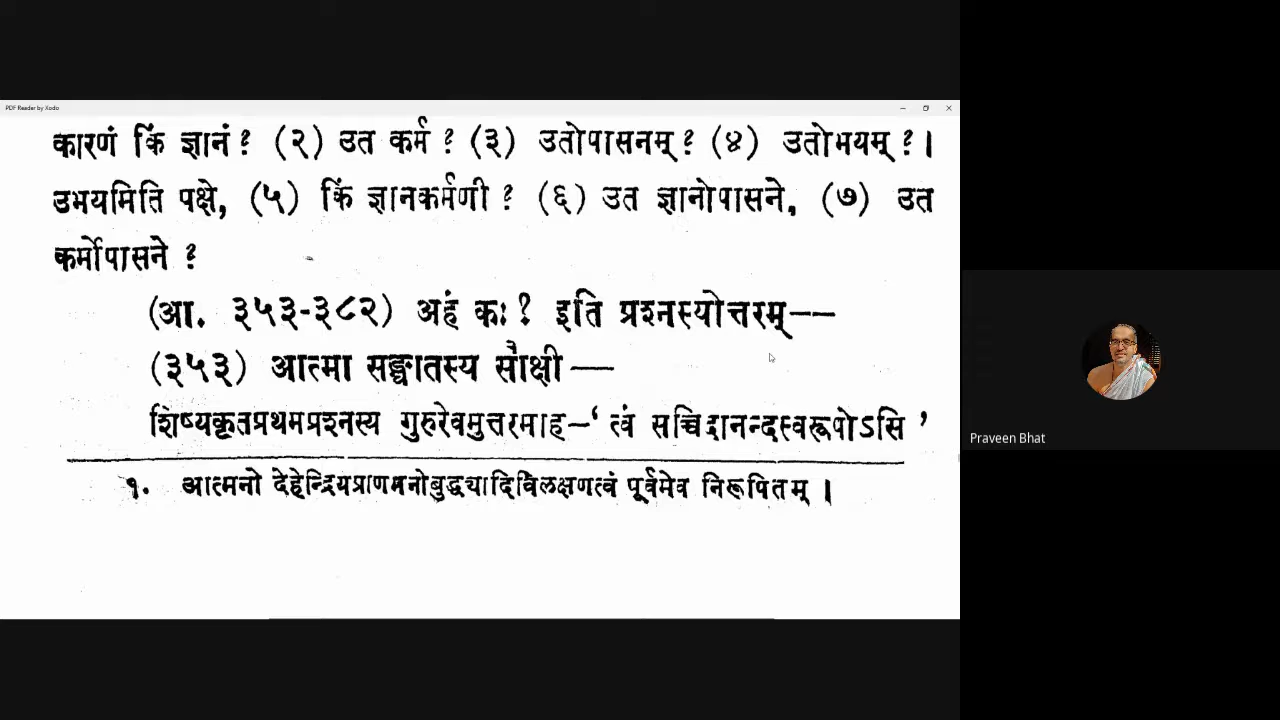 PDF Reader by Xodo
कारणं किं ज्ञानं? (२) उत कर्म ? (३) उतोपासनम् ? (४) उतोभयम् ? ।
उभयमिति पक्षे, (५) किं ज्ञानकर्मणी ? (६) उत ज्ञानोपासने, (७) उत
कर्मोपासने ?
(आ. ३५३-३८२) अहं कः? इति प्रश्नस्योत्तरम्--
(३५३) आत्मा सङ्घातस्य साक्षी—
शिष्यकृतप्रथमप्रश्नस्य गुरुरेवमुत्तरमाह–‘ त्वं सच्चिदानन्दस्वरूपोऽसि ’
१. आत्मनो देहेन्द्रियप्राणमनोबुद्ध्यादिविलक्षणत्वं पूर्वमेव निरूपितम् ।
Praveen Bhat